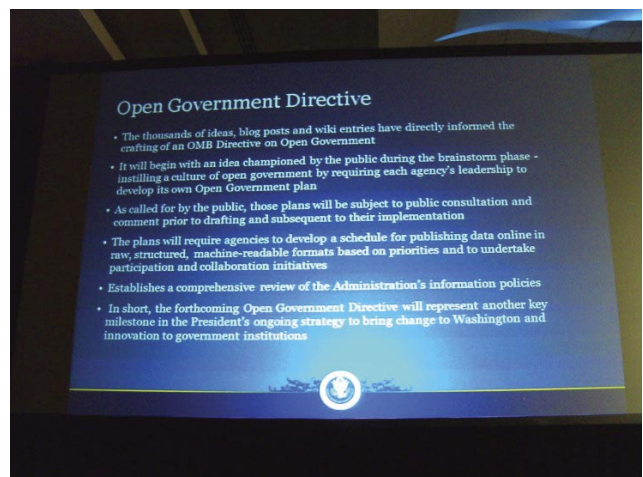 Open Government Directive
• The thousands of ideas, blog posts and wiki entries have directly informed the
crafting of an OMB Directive on Open Government
• It will begin with an idea championed by the public during the brainstorm phase -
instilling a culture of open government by requiring each agency's leadership to
develop its own Open Government plan
• As called for by the public, those plans will be subject to public consultation and
comment prior to drafting and subsequent to their implementation
• The plans will require agencies to develop a schedule for publishing data online in
raw, structured, machine-readable formats based on priorities and to undertake
participation and collaboration initiatives
• Establishes a comprehensive review of the Administration's information policies
• In short, the forthcoming Open Government Directive will represent another key
milestone in the President's ongoing strategy to bring change to Washington and
innovation to government institutions